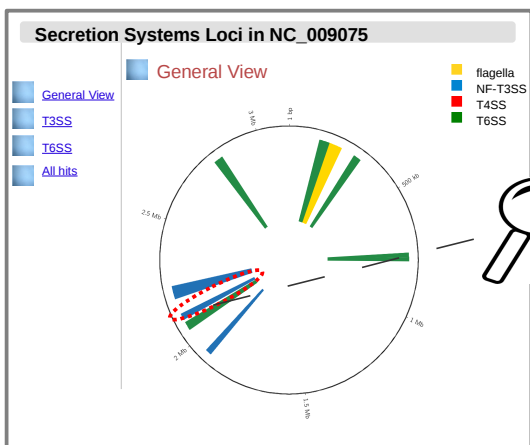 Secretion Systems Loci in NC_009075
General View
General View
T3SS
T6SS
All hits
flagella
NF-T3SS
T4SS
T6SS
1 bp
500 kb
1 Mb
1.5 Mb
2 Mb
2.5 Mb
3 Mb